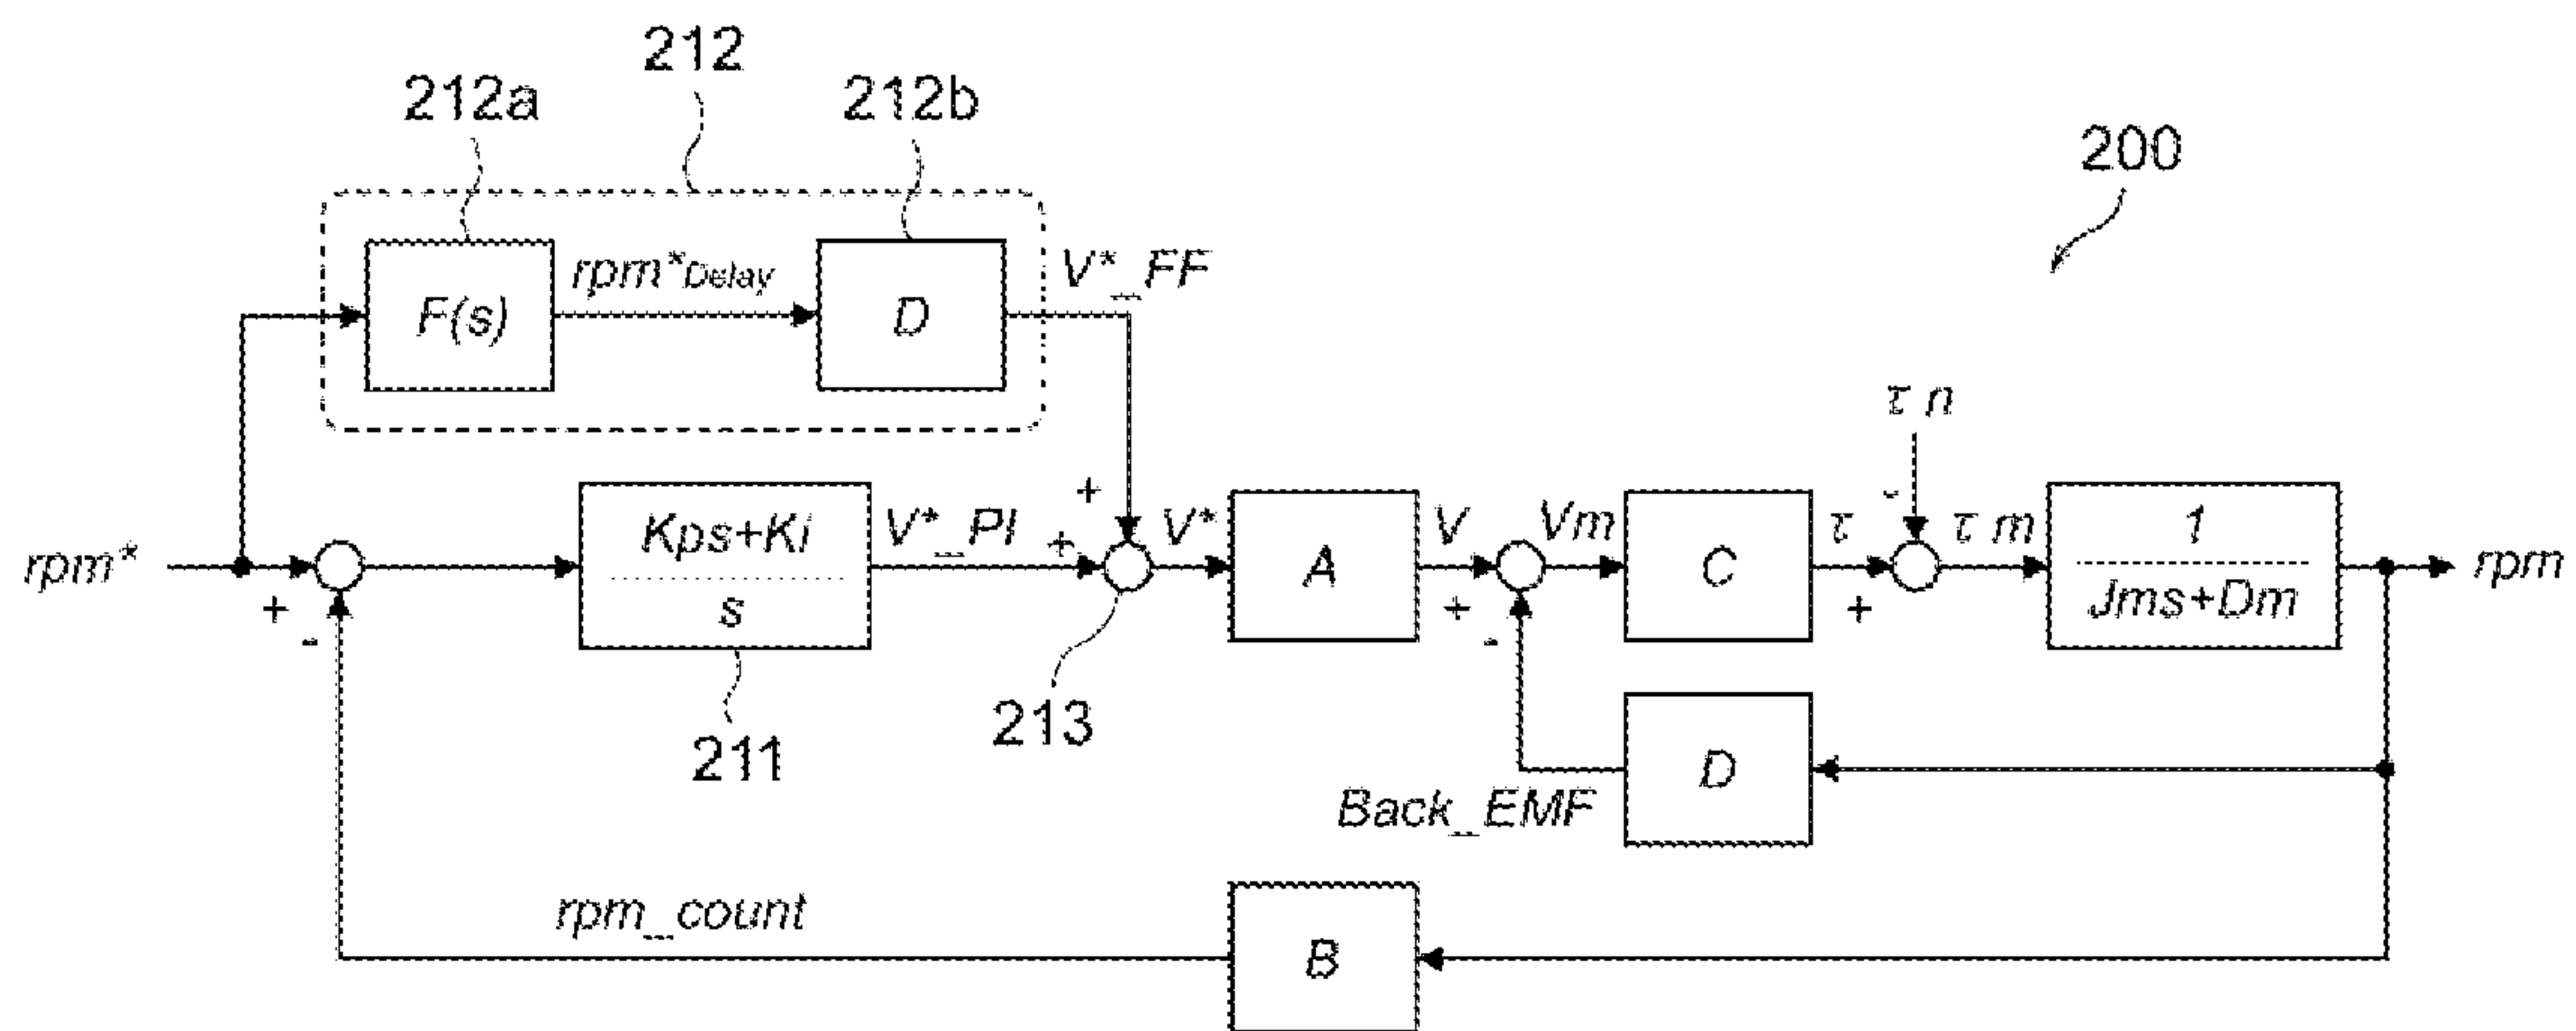 212
212a
212b
200
F(s)
rpm*Delay
D
V*_FF
τ n
rpm*
+
-
Kps+Ki
s
V*_PI
+
+
V*
A
V
+
-
Vm
C
τ
+
-
τ m
1
Jms+Dm
rpm
211
213
D
Back_EMF
rpm_count
B